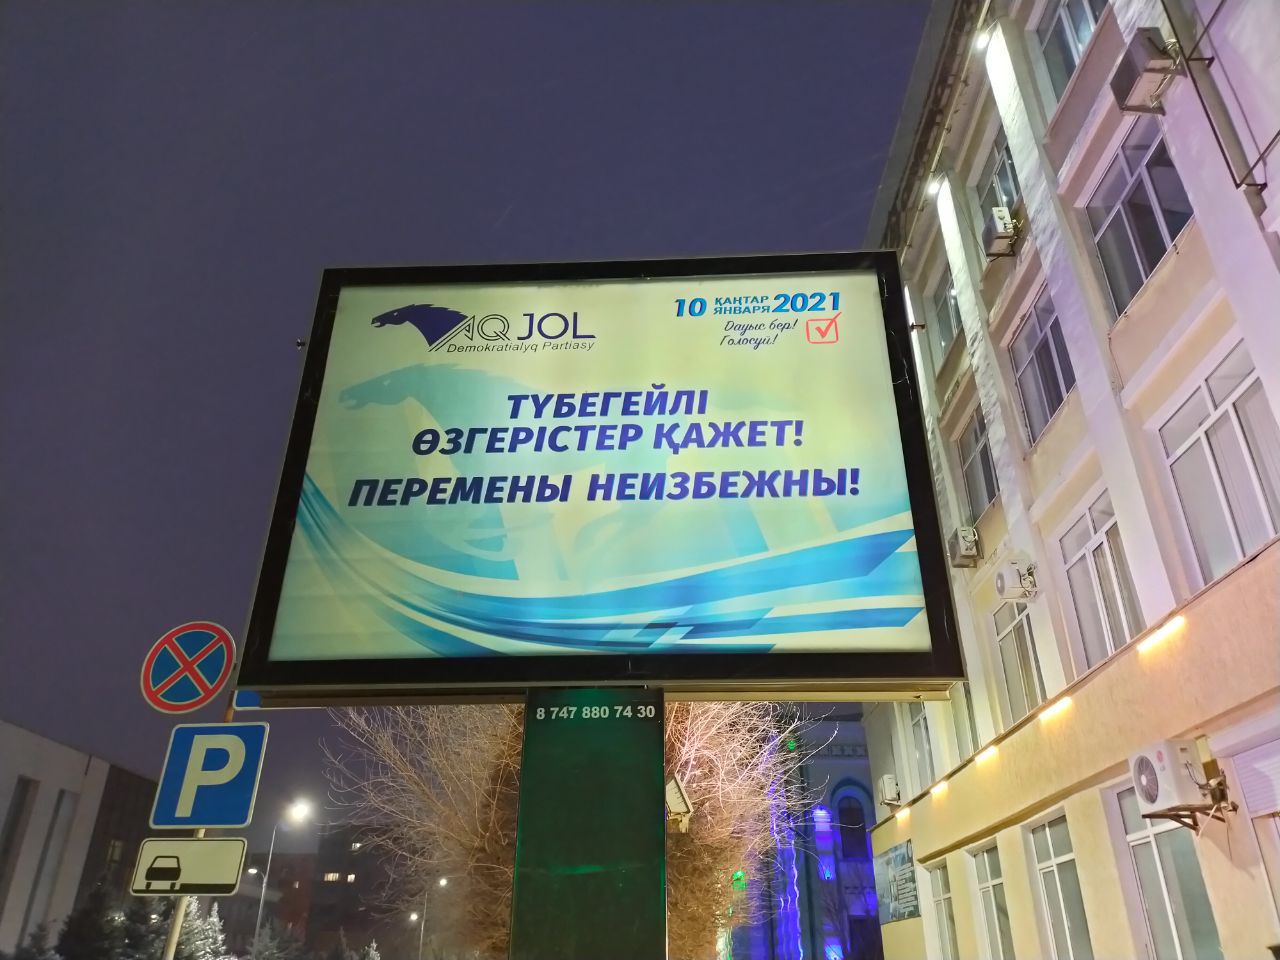 AQ JOL
Demokratialyq Partiasy
10 ҚАҢТАР ЯНВАРЯ 2021
Дауыс бер!
Голосуй!
ТҮБЕГЕЙЛІ
ӨЗГЕРІСТЕР ҚАЖЕТ!
ПЕРЕМЕНЫ НЕИЗБЕЖНЫ!
8 747 880 74 30
P